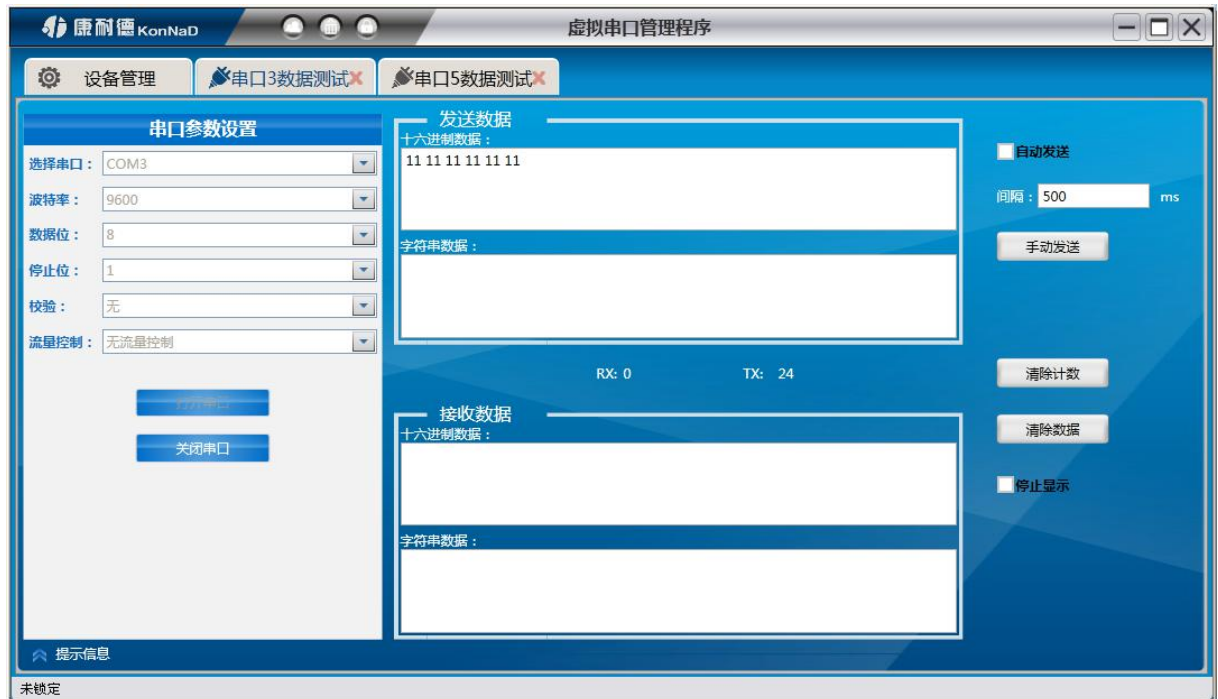 康耐德 KonNaD
虚拟串口管理程序
设备管理
串口3数据测试
串口5数据测试
串口参数设置
选择串口：COM3
波特率：9600
数据位：8
停止位：1
校验：无
流量控制：无流量控制
打开串口
关闭串口
发送数据
十六进制数据：
11 11 11 11 11 11
字符串数据：
RX: 0 TX: 24
接收数据
十六进制数据：
字符串数据：
自动发送
间隔：500 ms
手动发送
清除计数
清除数据
停止显示
提示信息
未锁定